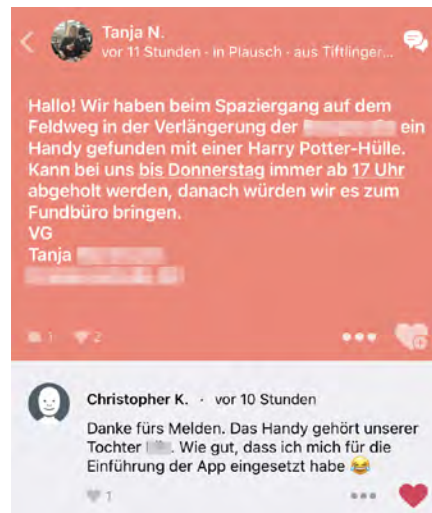 Tanja N.
vor 11 Stunden · in Plausch · aus Tiftlinger...
Hallo! Wir haben beim Spaziergang auf dem
Feldweg in der Verlängerung der ein
Handy gefunden mit einer Harry Potter-Hülle.
Kann bei uns bis Donnerstag immer ab 17 Uhr
abgeholt werden, danach würden wir es zum
Fundbüro bringen.
VG
Tanja
1 2
Christopher K. · vor 10 Stunden
Danke fürs Melden. Das Handy gehört unserer
Tochter . Wie gut, dass ich mich für die
Einführung der App eingesetzt habe 😂
1